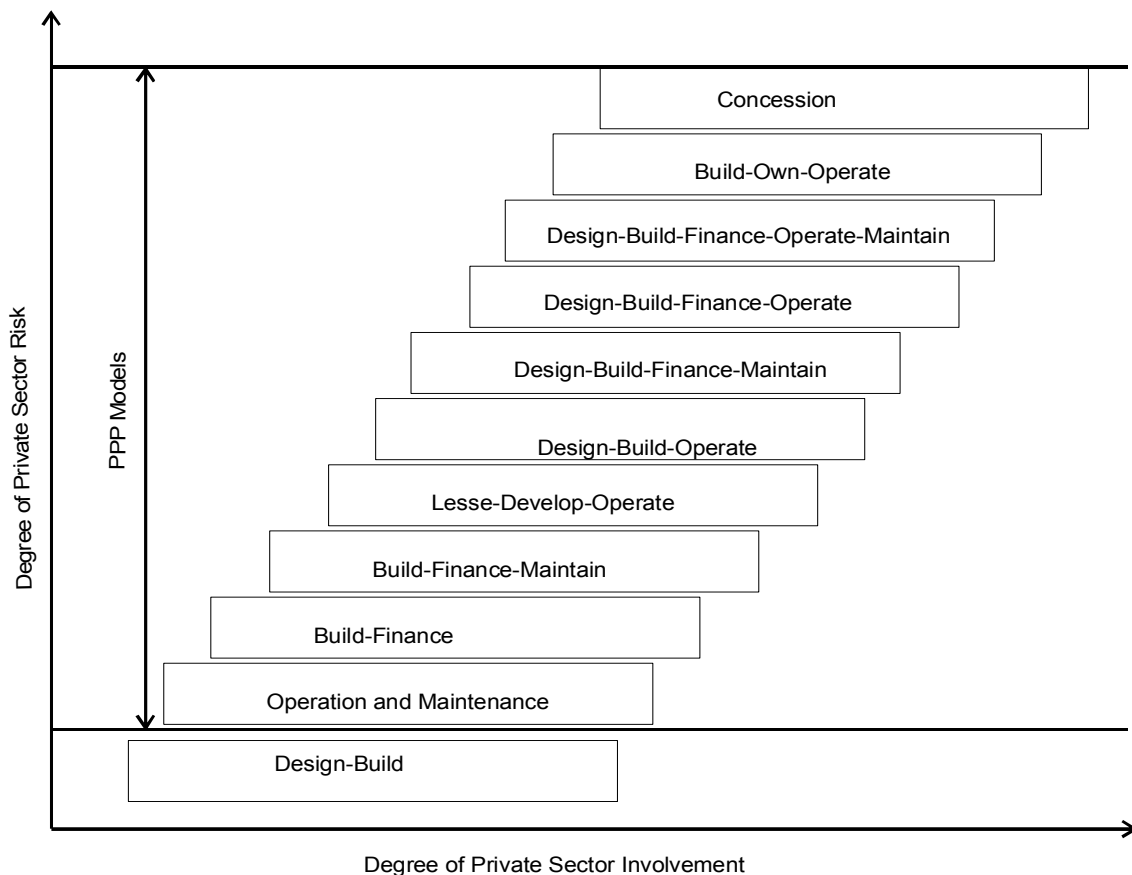 Concession
Build-Own-Operate
Design-Build-Finance-Operate-Maintain
Design-Build-Finance-Operate
Design-Build-Finance-Maintain
Design-Build-Operate
Lesse-Develop-Operate
Build-Finance-Maintain
Build-Finance
Operation and Maintenance
Design-Build
PPP Models
Degree of Private Sector Risk
Degree of Private Sector Involvement